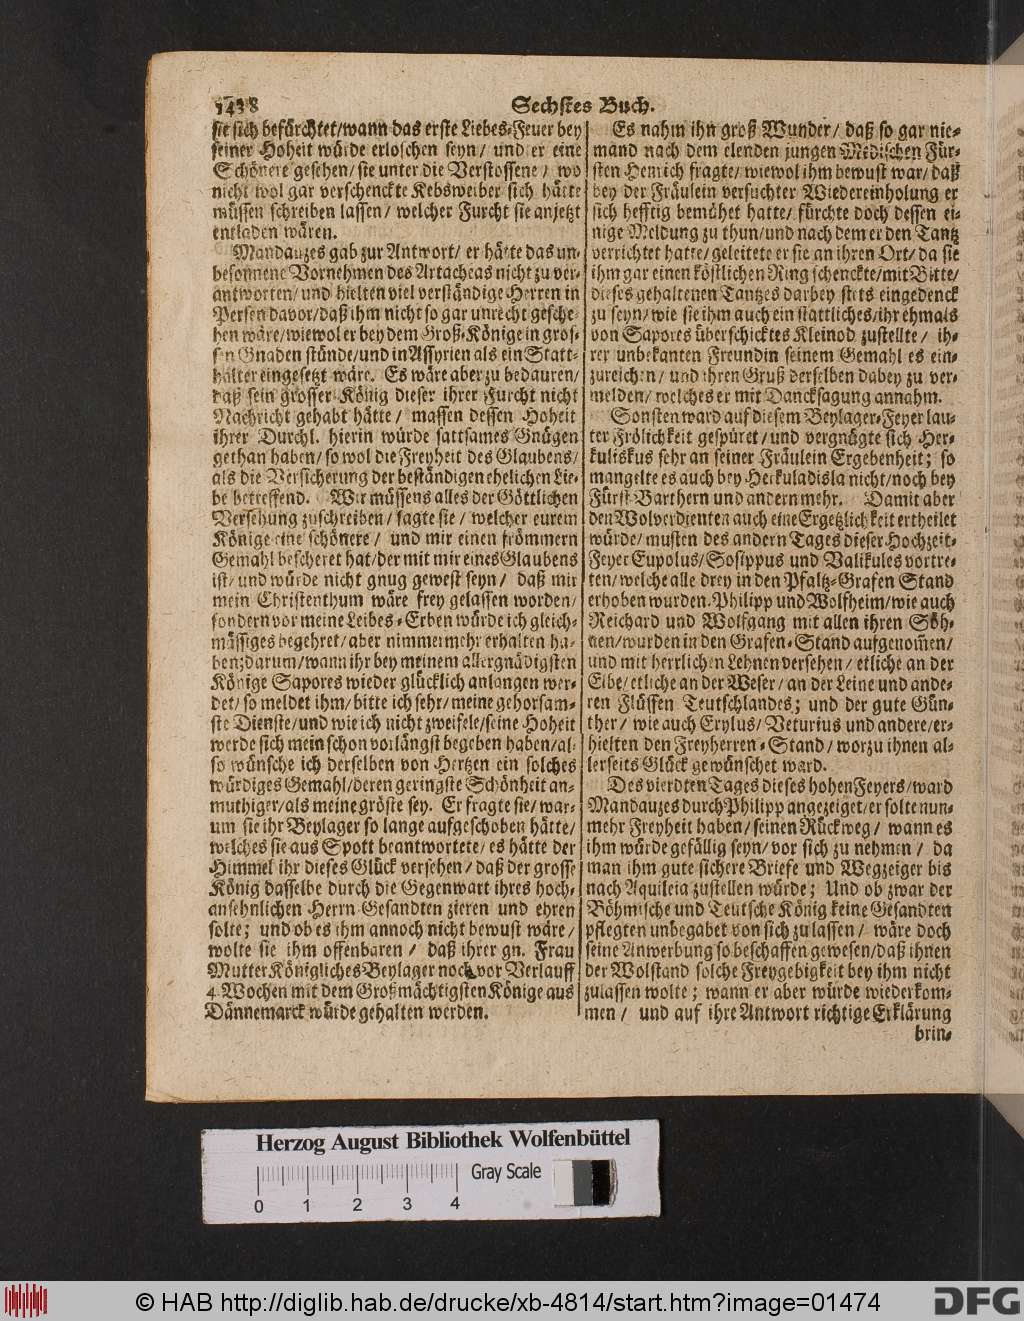 1438
Sechstes Buch.
sie sich befürchtet/wann das erste Liebes-Feuer bey
seiner Hoheit würde erloschen seyn/ und er eine
Schönere gesehen/ sie unter die Verstossene/ wo
nicht wol gar verschenckte Kebsweiber sich hätte
müssen schreiben lassen/ welcher Furcht sie anjetzt
entladen wären.
Mandauzes gab zur Antwort/ er hätte das un-
besonnene Vornehmen des Artacheas nicht zu ver-
antworten/ und hielten viel verständige Herren in
Persen davor/ daß ihm nicht so gar unrecht gesche-
hen wäre/wiewol er bey dem Groß-Könige in gros-
sen Gnaden stünde/und in Assyrien als ein Statt-
halter eingesetzt wäre. Es wäre aber zu bedauren/
daß sein grosser König dieser ihrer Furcht nicht
Nachricht gehabt hätte/ massen dessen Hoheit
ihrer Durchl. hierin würde sattsames Gnügen
gethan haben/ so wol die Freyheit des Glaubens/
als die Versicherung der beständigen ehelichen Lie-
be betreffend. Wir müssens alles der Göttlichen
Versehung zuschreiben/ sagte sie/ welcher eurem
Könige eine schönere/ und mir einen frömmern
Gemahl bescheret hat/der mit mir eines Glaubens
ist/ und würde nicht gnug gewest seyn/ daß mir
mein Christenthum wäre frey gelassen worden/
sondern vor meine Leibes-Erben würde ich gleich-
mässiges begehret/ aber nimmermehr erhalten ha-
ben; darum/ wann ihr bey meinem allergnädigsten
Könige Sapores wieder glücklich anlangen wer-
det/ so meldet ihm/ bitte ich sehr/ meine gehorsam-
ste Dienste/und wie ich nicht zweifele/seine Hoheit
werde sich mein schon vorlängst begeben haben/al-
so wünsche ich derselben von Hertzen ein solches
würdiges Gemahl/deren geringste Schönheit an-
muthiger/als meine gröste sey. Er fragte sie/ war-
um sie ihr Beylager so lange aufgeschoben hätte/
welches sie aus Spott beantwortete/ es hätte der
Himmel ihr dieses Glück versehen/ daß der grosse
König dasselbe durch die Gegenwart ihres hoch-
ansehnlichen Herrn Gesandten zieren und ehren
solte; und ob es ihm annoch nicht bewust wäre/
wolte sie ihm offenbaren/ daß ihrer gn. Frau
Mutter Königliches Beylager noch vor Verlauff
4. Wochen mit dem Großmächtigsten Könige aus
Dännemarck würde gehalten werden.
Es nahm ihn groß Wunder/ daß so gar nie-
mand nach dem elenden jungen Medischen Für-
sten Henrich fragte/ wiewol ihm bewust war/ daß
bey der Fräulein versuchter Wiedereinholung er
sich hefftig bemühet hatte/ fürchte doch dessen ei-
nige Meldung zu thun/und nach dem er den Tantz
verrichtet hatte/ geleitete er sie an ihren Ort/ da sie
ihm gar einen köstlichen Ring schenckte/mit Bitte/
dieses gehaltenen Tantzes darbey stets eingedenck
zu seyn/ wie sie ihm auch ein stattliches/ihr ehmals
von Sapores überschicktes Kleinod zustellte/ ih-
rer unbekanten Freundin seinem Gemahl es ein-
zureichen/ und ihren Gruß derselben dabey zu ver-
melden/ welches er mit Dancksagung annahm.
Sonsten ward auf diesem Beylager-Feyer lau-
ter Frölichkeit gespüret/ und vergnügte sich Her-
kuliskus sehr an seiner Fräulein Ergebenheit; so
mangelte es auch bey Herkuladisla nicht/noch bey
Fürst Barthern und andern mehr. Damit aber
den Wolverdienten auch eine Ergetzlichkeit ertheilet
würde/ musten des andern Tages dieser Hochzeit-
Feyer Eupolus/ Sosippus und Valikules vortre-
ten/ welche alle drey in den Pfaltz-Grafen Stand
erhoben wurden. Philipp und Wolfheim/ wie auch
Reichard und Wolfgang mit allen ihren Söh-
nen/ wurden in den Grafen-Stand aufgenom̃en/
und mit herrlichen Lehnen versehen/ etliche an der
Elbe/ etliche an der Weser/ an der Leine und ande-
ren Flüssen Teutschlandes; und der gute Gün-
ther/ wie auch Erylus/ Veturius und andere/er-
hielten den Freyherren-Stand/ worzu ihnen al-
lerseits Glück gewünschet ward.
Des vierdten Tages dieses hohen Feyers/ ward
Mandauzes durch Philipp angezeiget/er solte nun-
mehr Freyheit haben/ seinen Rückweg/ wann es
ihm würde gefällig seyn/ vor sich zu nehmen/ da
man ihm gute sichere Briefe und Wegzeiger bis
nach Aquileia zustellen würde; Und ob zwar der
Böhmische und Teutsche König keine Gesandten
pflegten unbegabet von sich zu lassen/ wäre doch
seine Anwerbung so beschaffen gewesen/daß ihnen
der Wolstand solche Freygebigkeit bey ihm nicht
zulassen wolte; wann er aber würde wiederkom-
men/ und auf ihre Antwort richtige Erklärung
brin-
Herzog August Bibliothek Wolfenbüttel
Gray Scale
0 1 2 3 4
© HAB http://diglib.hab.de/drucke/xb-4814/start.htm?image=01474
DFG